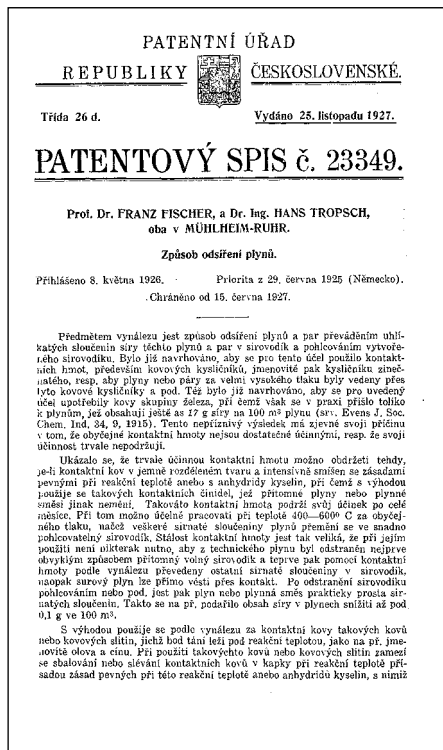 PATENTNÍ ÚŘAD
REPUBLIKY ČESKOSLOVENSKÉ.
Třída 26 d. Vydáno 25. listopadu 1927.
PATENTOVÝ SPIS č. 23349.
Prof. Dr. FRANZ FISCHER, a Dr. Ing. HANS TROPSCH,
oba v MÜHLHEIM-RUHR.
Způsob odsíření plynů.
Přihlášeno 8. května 1926. Priorita z 29. června 1925 (Německo).
Chráněno od 15. června 1927.
Předmětem vynálezu jest způsob odsíření plynů a par převáděním uhlí-
katých sloučenin síry těchto plynů a par v sirovodík a pohlcováním vytvoře-
ného sirovodíku. Bylo již navrhováno, aby se pro tento účel použilo kontakt-
ních hmot, především kovových kysličníků, jmenovitě pak kysličníku zineč-
natého, resp. aby plyny nebo páry za velmi vysokého tlaku byly vedeny přes
tyto kovové kysličníky a pod. Též bylo již navrhováno, aby se pro uvedený
účel upotřebily kovy skupiny železa, při čemž však se v praxi přišlo toliko
k plynům, jež obsahují ještě as 17 g síry na 100 m³ plynu (srv. Evens J. Soc.
Chem. Ind. 34, 9, 1915). Tento nepříznivý výsledek má zjevně svoji příčinu
v tom, že obyčejné kontaktní hmoty nejsou dostatečně účinnými, resp. že svoji
účinnost trvale nepodrží.
Ukázalo se, že trvale účinnou kontaktní hmotu možno obdržeti tehdy,
je-li kontaktní kov v jemně rozděleném tvaru a intensivně smíšen se zásadami
pevnými při reakční teplotě anebo s anhydridy kyselin, při čemž s výhodou
použije se takových kontaktních činidel, jež přítomné plyny nebo plynné
směsi jinak nemění. Takováto kontaktní hmota podrží svůj účinek po celé
měsíce. Při tom možno účelně pracovati při teplotě 400—600° C za obyčej-
ného tlaku, načež veškeré sirnaté sloučeniny plynů přemění se ve snadno
pohlcovatelný sirovodík. Stálost kontaktní hmoty jest tak veliká, že při jejím
použití není nikterak nutno, aby z technického plynu byl odstraněn nejprve
obvyklým způsobem přítomný volný sirovodík a teprve pak pomocí kontaktní
hmoty podle vynálezu převedeny ostatní sirnaté sloučeniny v sirovodík,
naopak surový plyn lze přímo vésti přes kontakt. Po odstranění sirovodíku
pohlcováním nebo pod. jest pak plyn nebo plynná směs prakticky prosta sir-
natých sloučenin. Takto se na př. podařilo obsah síry v plynech snížiti až pod
0,1 g ve 100 m³.
S výhodou použije se podle vynálezu za kontaktní kovy takových kovů
nebo kovových slitin, jichž bod tání leží pod reakční teplotou, jako na př. jme-
novitě olova a cínu. Při použití takovýchto kovů nebo kovových slitin zamezí
se sbalování nebo slévání kontaktních kovů v kapky při reakční teplotě pří-
sadou zásad pevných při této reakční teplotě anebo anhydridů kyselin, s nimiž